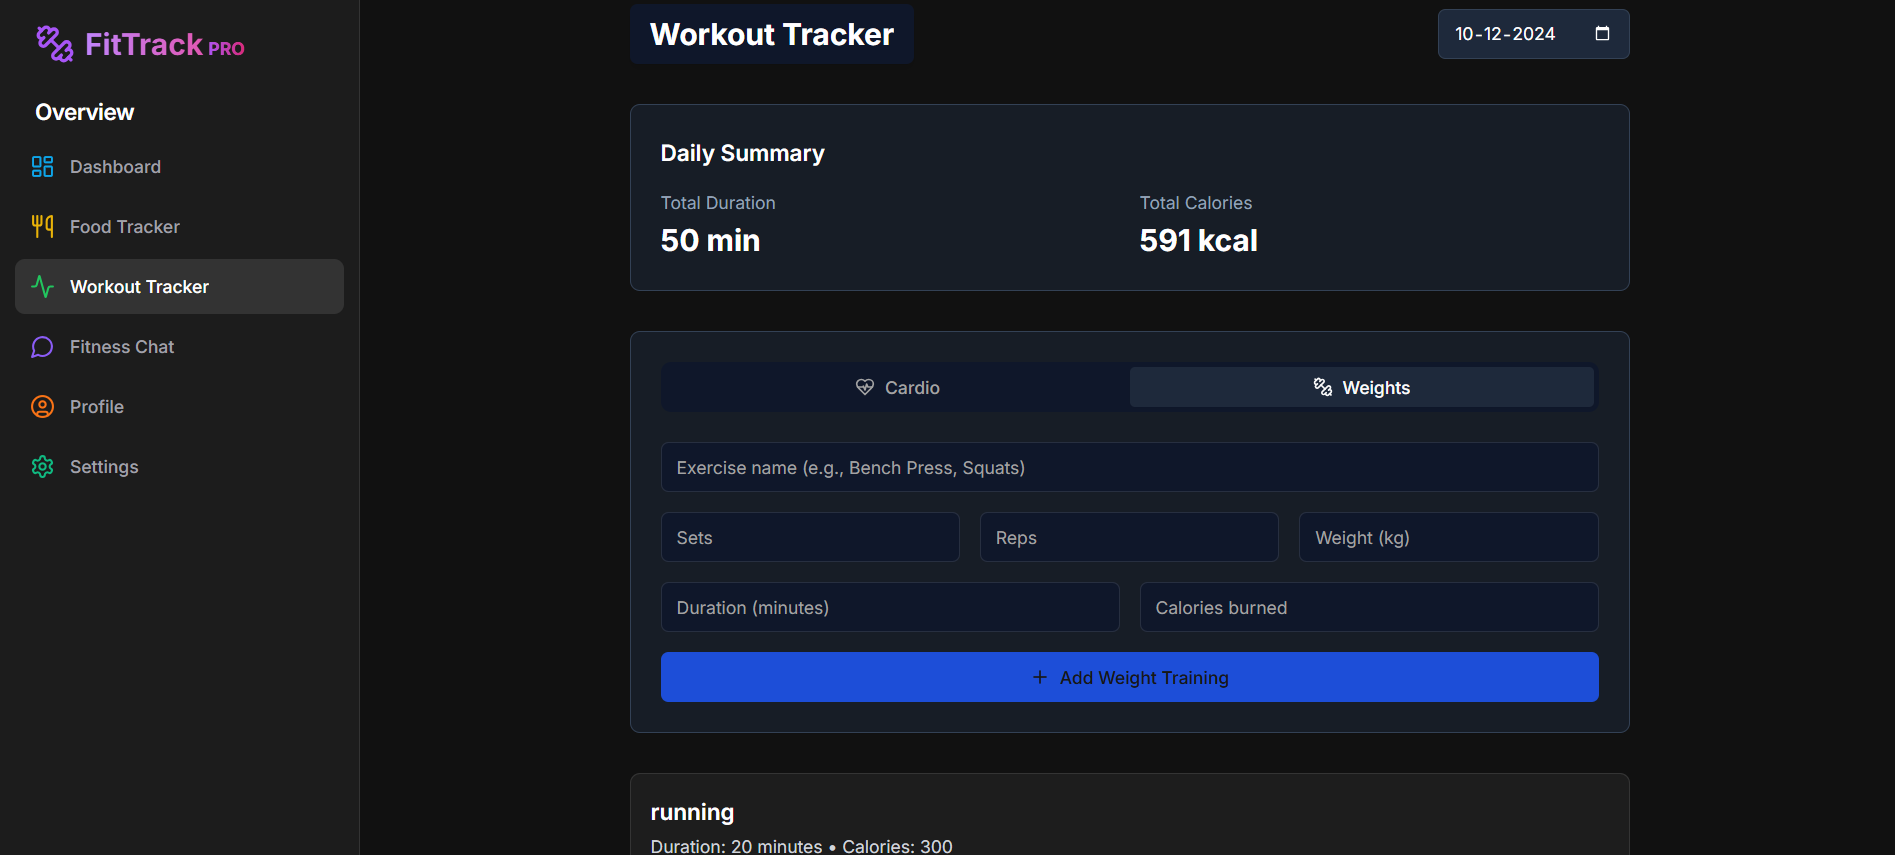 FitTrack PRO
Overview
Dashboard
Food Tracker
Workout Tracker
Fitness Chat
Profile
Settings
Workout Tracker
10-12-2024
Daily Summary
Total Duration
50 min
Total Calories
591 kcal
Cardio
Weights
Exercise name (e.g., Bench Press, Squats)
Sets
Reps
Weight (kg)
Duration (minutes)
Calories burned
+ Add Weight Training
running
Duration: 20 minutes • Calories: 300